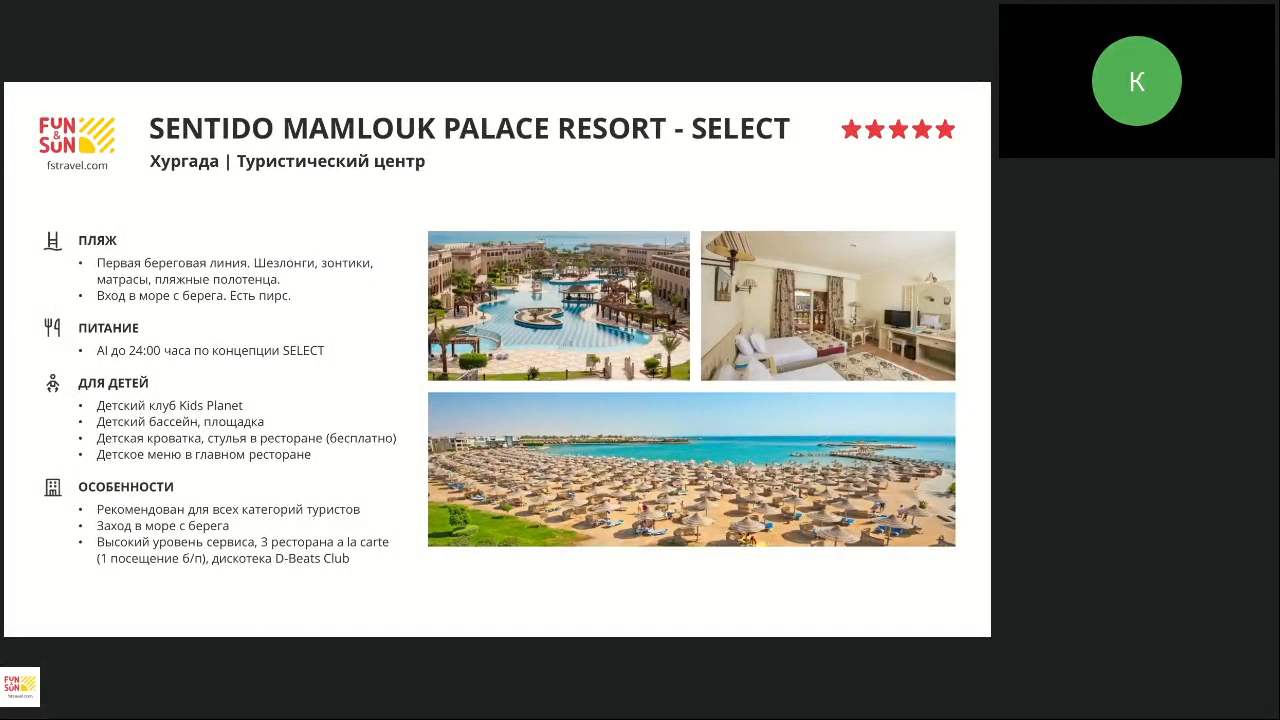 К
FUN
&
SUN
fstravel.com
SENTIDO MAMLOUK PALACE RESORT - SELECT
Хургада | Туристический центр
ПЛЯЖ
• Первая береговая линия. Шезлонги, зонтики,
матрасы, пляжные полотенца.
• Вход в море с берега. Есть пирс.
ПИТАНИЕ
• AI до 24:00 часа по концепции SELECT
ДЛЯ ДЕТЕЙ
• Детский клуб Kids Planet
• Детский бассейн, площадка
• Детская кроватка, стулья в ресторане (бесплатно)
• Детское меню в главном ресторане
ОСОБЕННОСТИ
• Рекомендован для всех категорий туристов
• Заход в море с берега
• Высокий уровень сервиса, 3 ресторана a la carte
(1 посещение б/п), дискотека D-Beats Club
FUN
&
SUN
fstravel.com